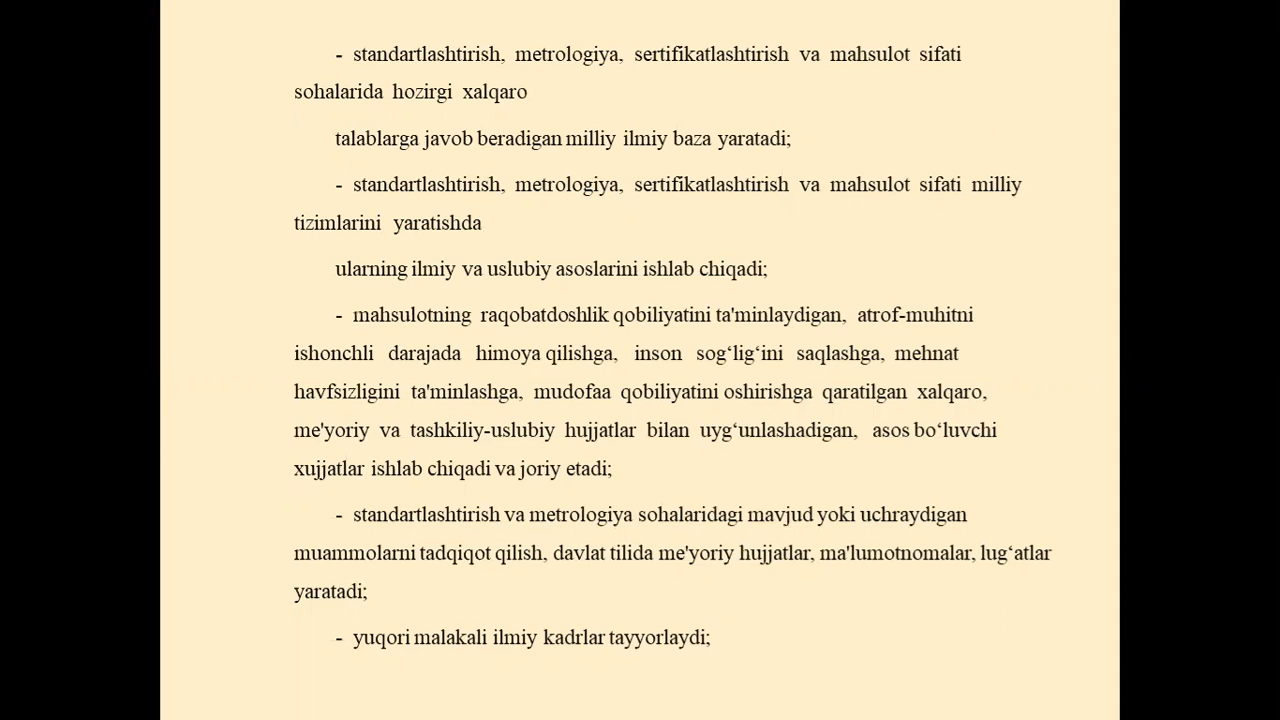 - standartlashtirish, metrologiya, sertifikatlashtirish va mahsulot sifati
sohalarida hozirgi xalqaro
talablarga javob beradigan milliy ilmiy baza yaratadi;
- standartlashtirish, metrologiya, sertifikatlashtirish va mahsulot sifati milliy
tizimlarini yaratishda
ularning ilmiy va uslubiy asoslarini ishlab chiqadi;
- mahsulotning raqobatdoshlik qobiliyatini ta'minlaydigan, atrof-muhitni
ishonchli darajada himoya qilishga, inson sog‘lig‘ini saqlashga, mehnat
havfsizligini ta'minlashga, mudofaa qobiliyatini oshirishga qaratilgan xalqaro,
me'yoriy va tashkiliy-uslubiy hujjatlar bilan uyg‘unlashadigan, asos bo‘luvchi
xujjatlar ishlab chiqadi va joriy etadi;
- standartlashtirish va metrologiya sohalaridagi mavjud yoki uchraydigan
muammolarni tadqiqot qilish, davlat tilida me'yoriy hujjatlar, ma'lumotnomalar, lug‘atlar
yaratadi;
- yuqori malakali ilmiy kadrlar tayyorlaydi;